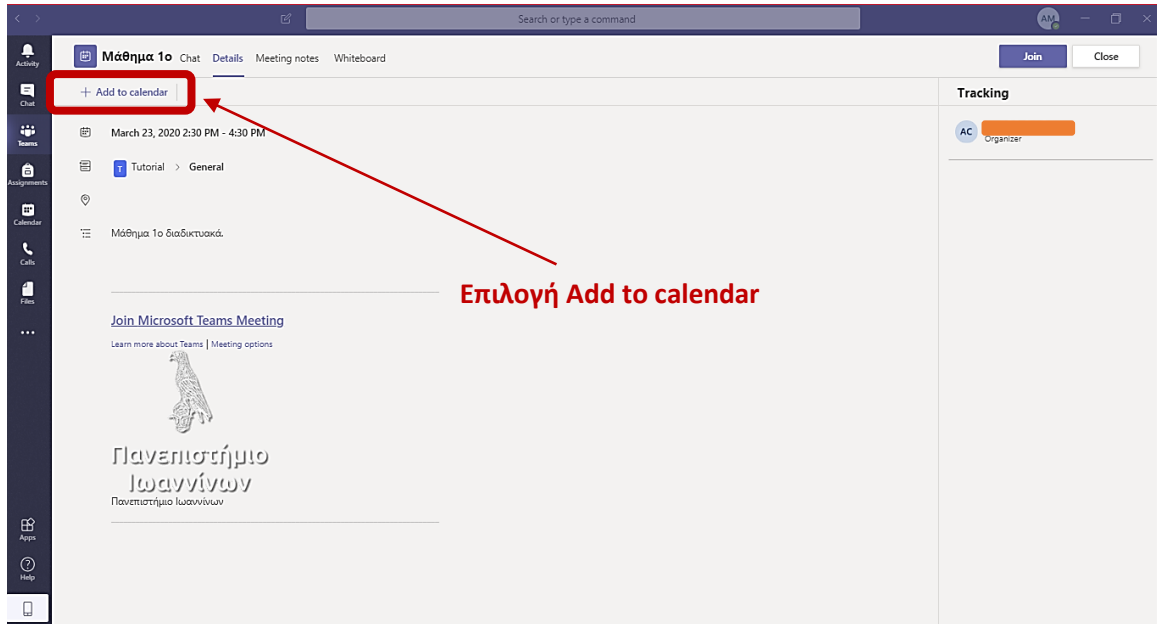 Search or type a command
AM
Activity
Chat
Teams
Assignments
Calendar
Calls
Files
Apps
Help
Μάθημα 1ο Chat Details Meeting notes Whiteboard
Join Close
+ Add to calendar
Tracking
March 23, 2020 2:30 PM - 4:30 PM
AC
Organizer
T Tutorial > General
Μάθημα 1ο διαδικτυακά.
Επιλογή Add to calendar
Join Microsoft Teams Meeting
Learn more about Teams | Meeting options
Πανεπιστήμιο
Ιωαννίνων
Πανεπιστήμιο Ιωαννίνων